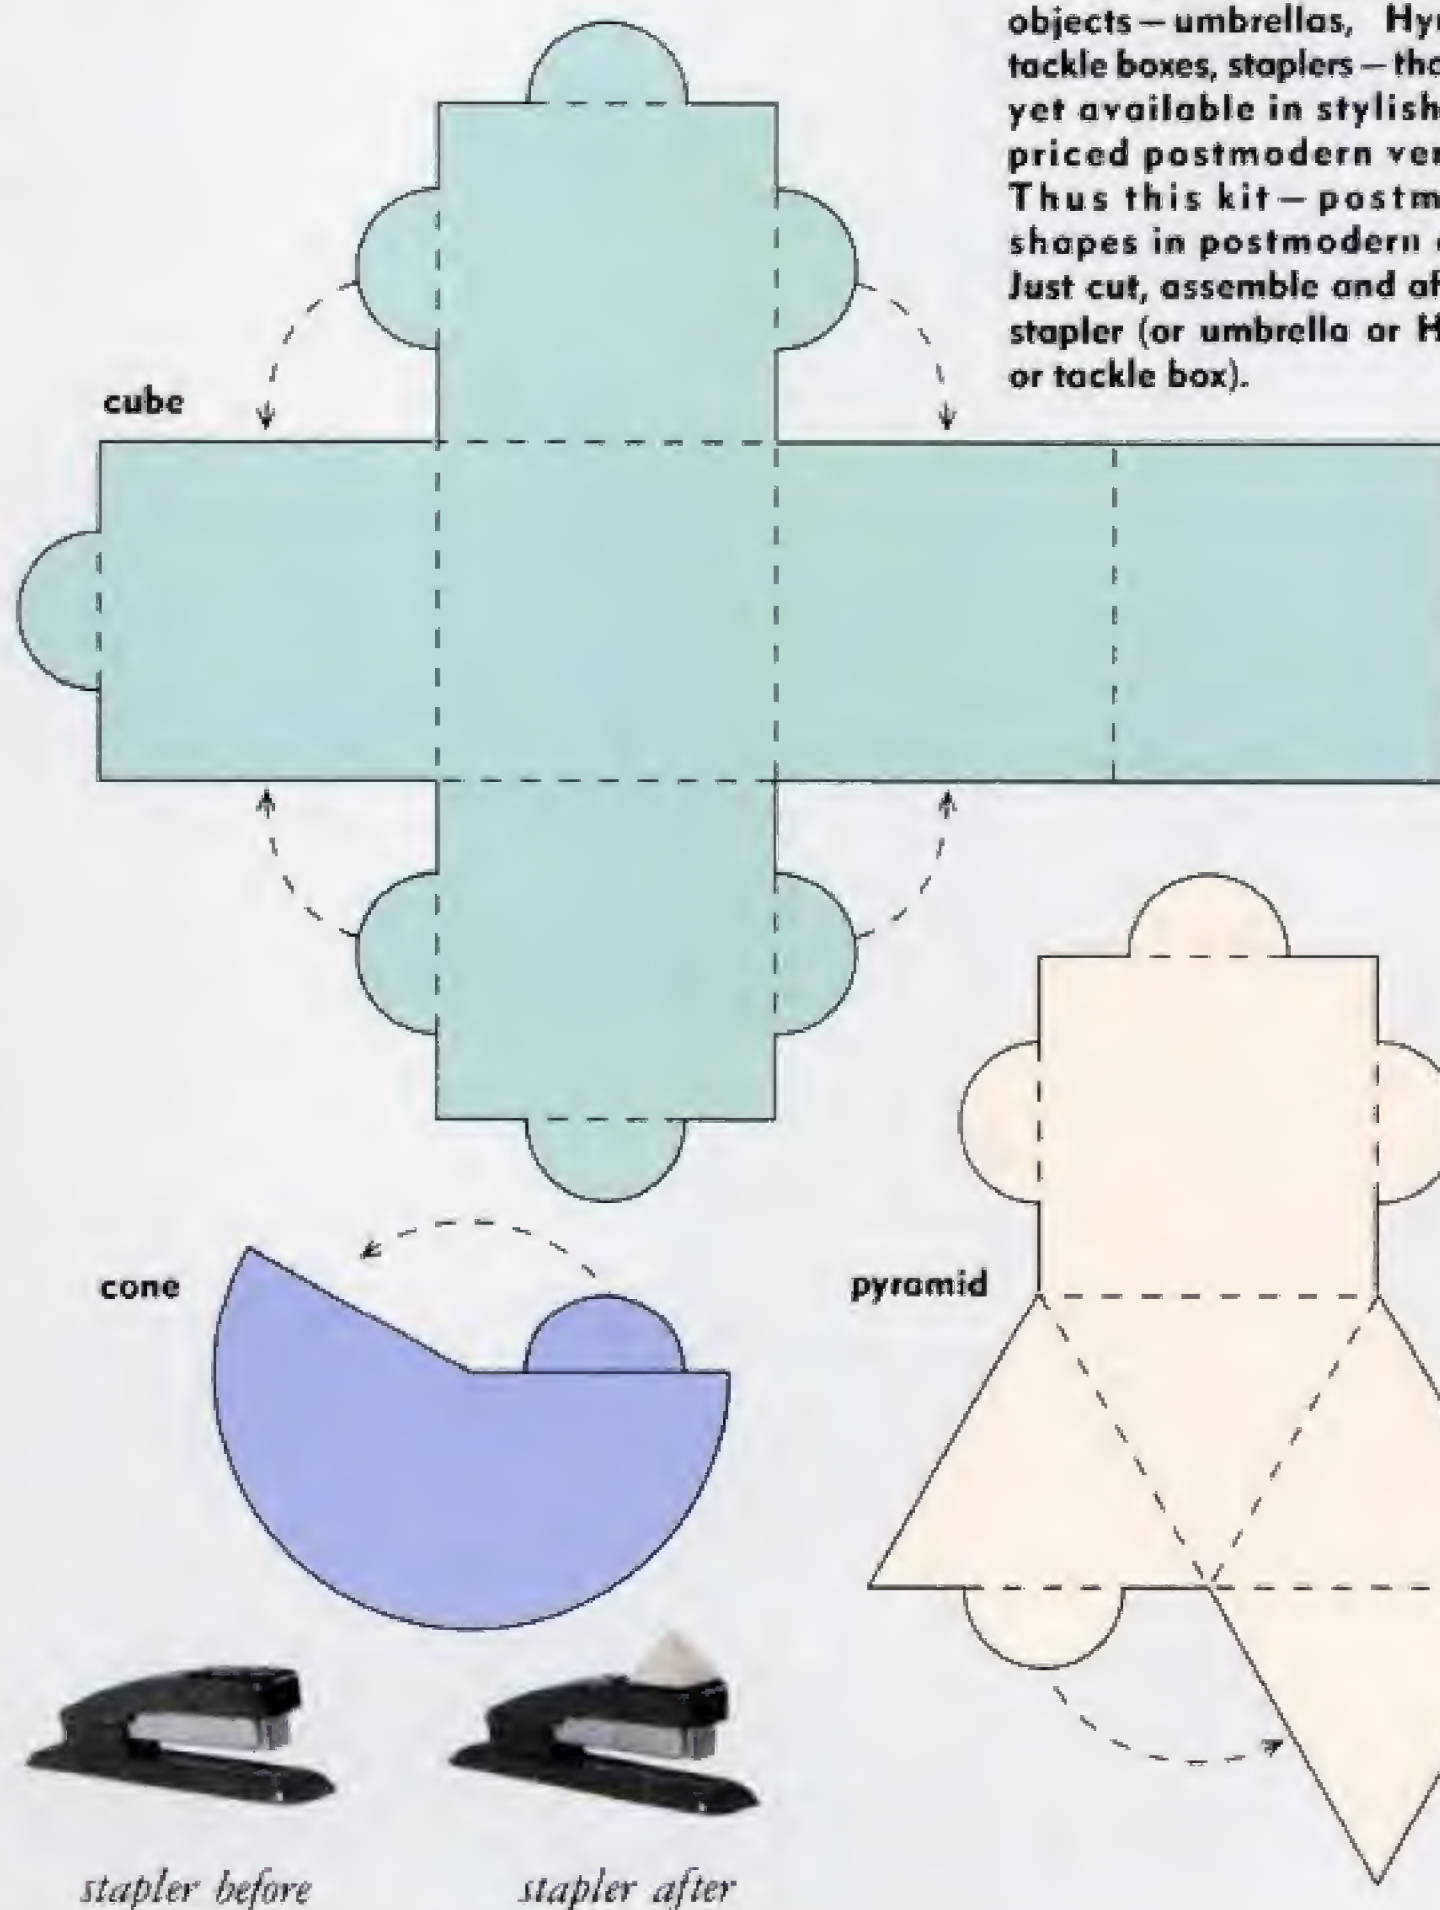 objects — umbrellas, Hy
tackle boxes, staplers — tha
yet available in stylish
priced postmodern ver
Thus this kit — postm
shapes in postmodern
Just cut, assemble and af
stapler (or umbrella or H
or tackle box).
cube
cone
pyramid
stapler before
stapler after